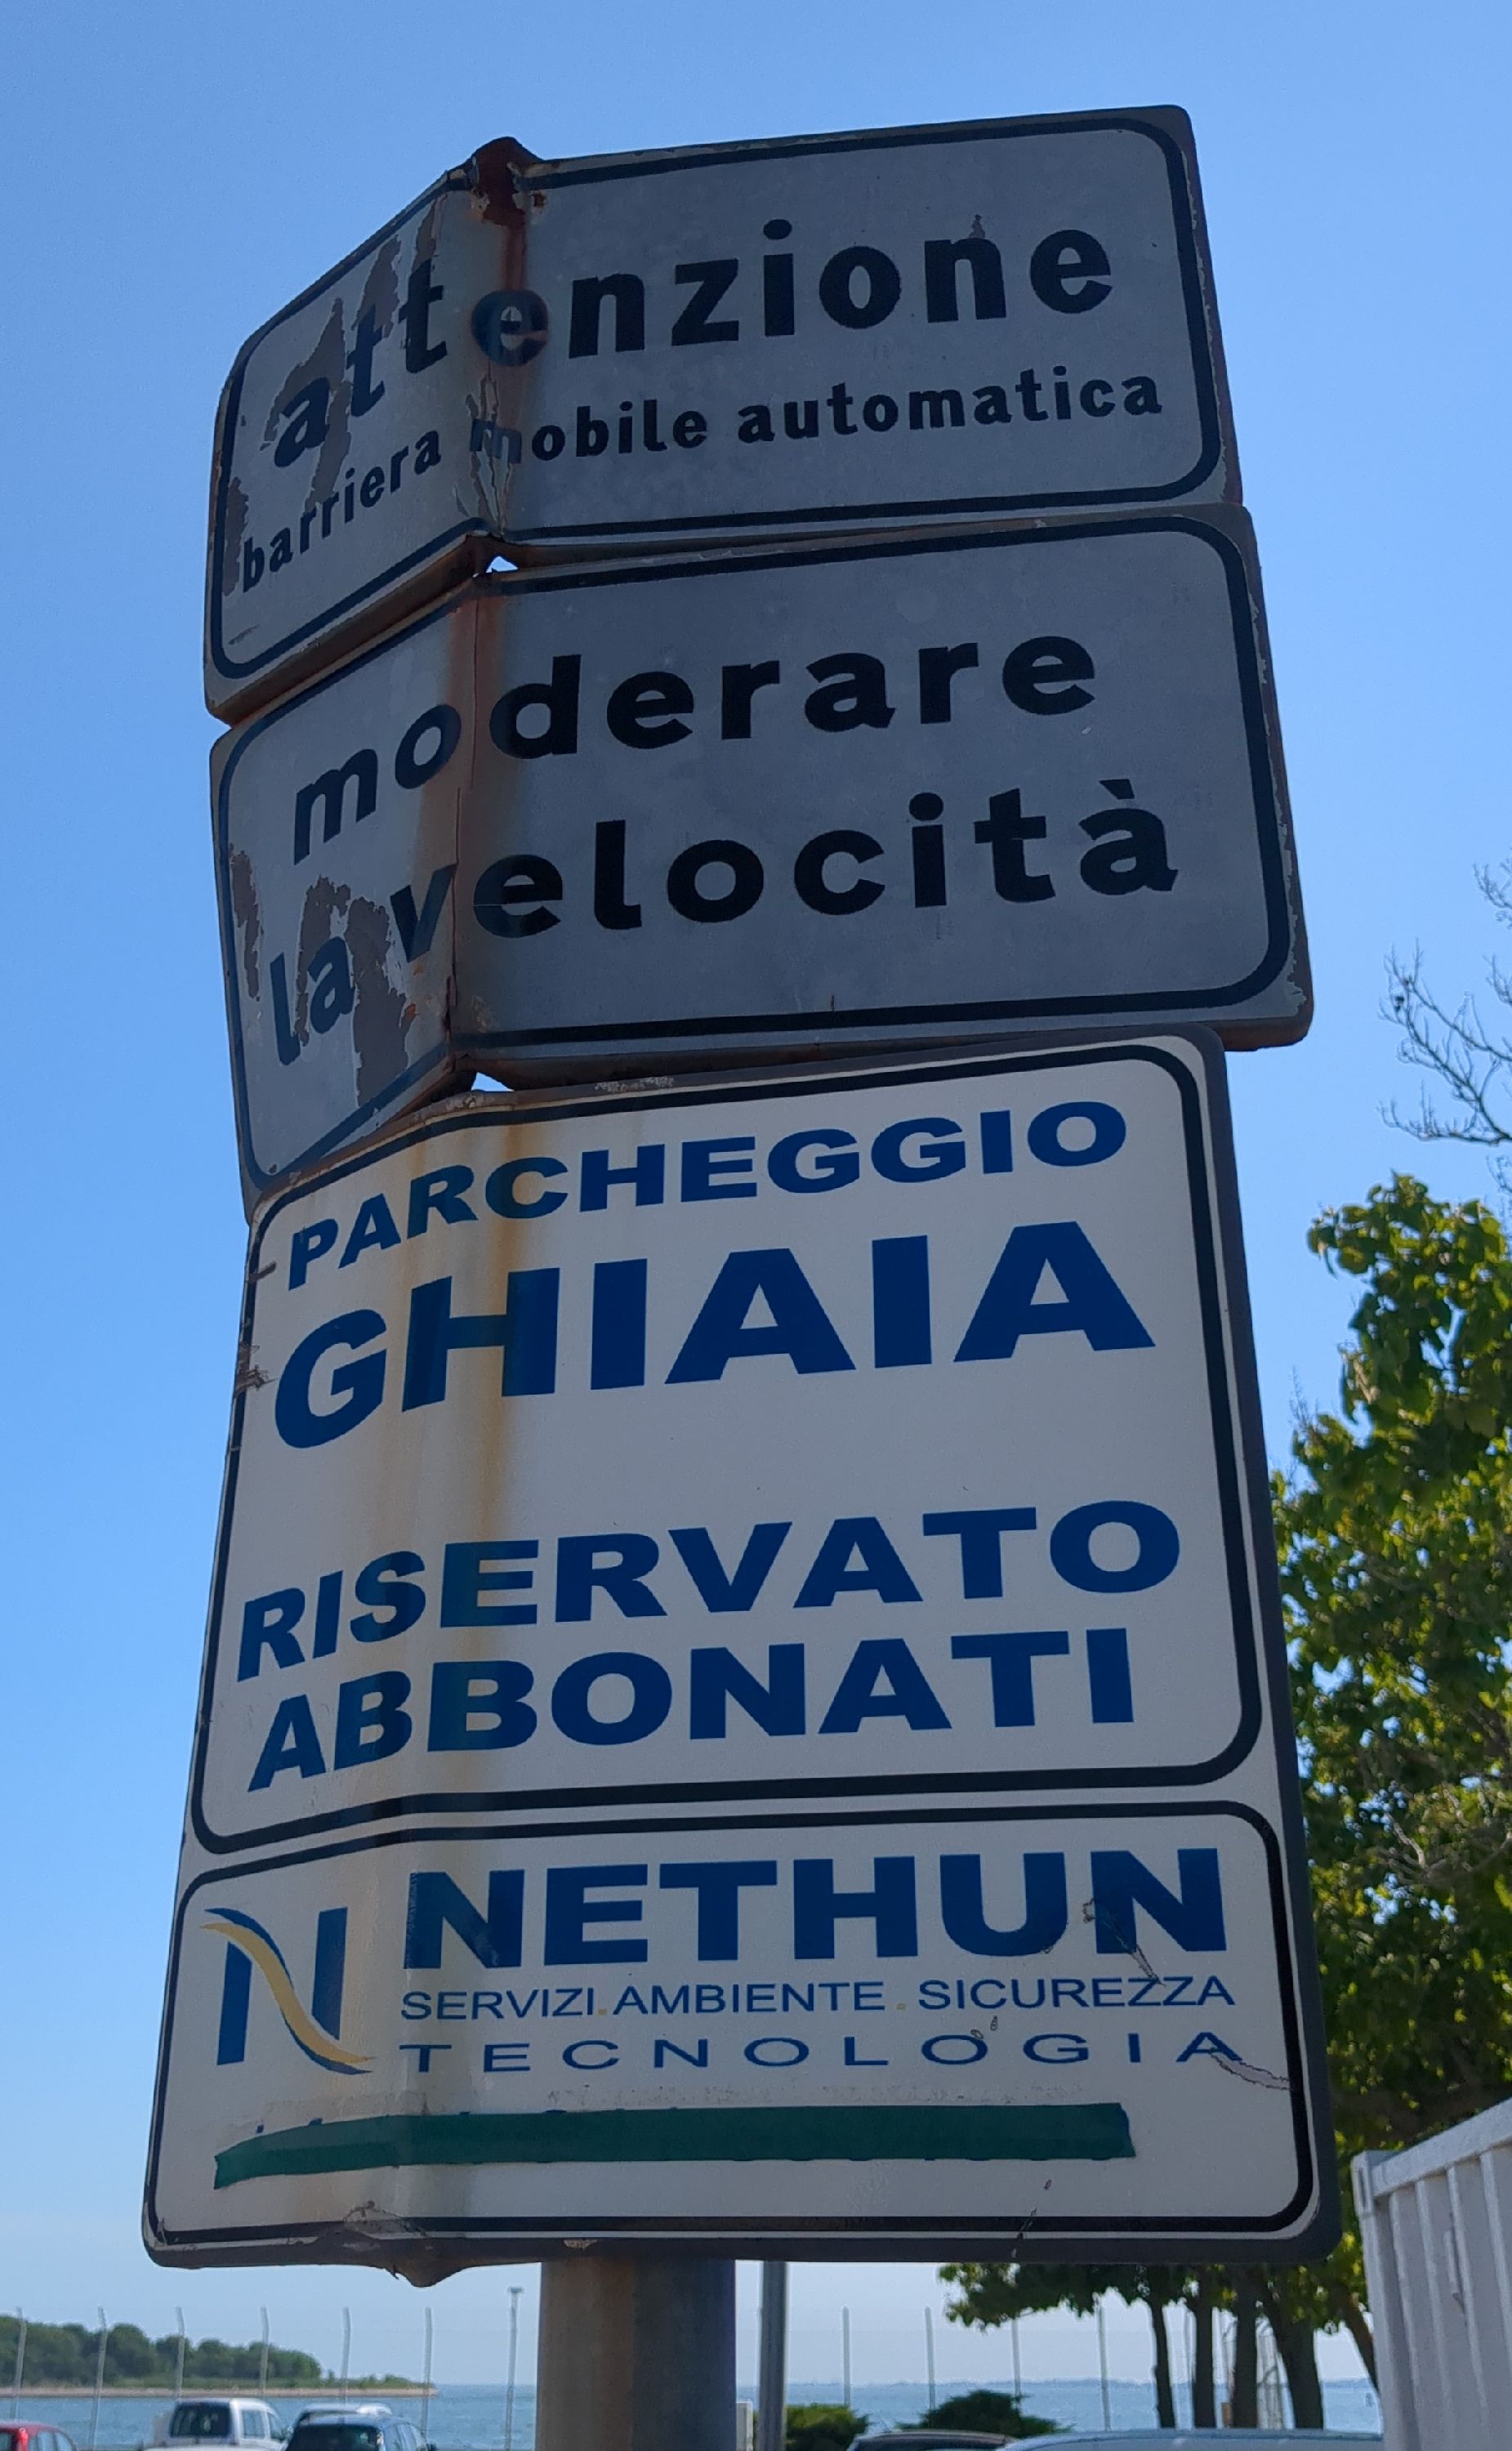 attenzione
barriera mobile automatica
moderare
la velocità
PARCHEGGIO
GHIAIA
RISERVATO
ABBONATI
N NETHUN
SERVIZI.AMBIENTE.SICUREZZA
TECNOLOGIA